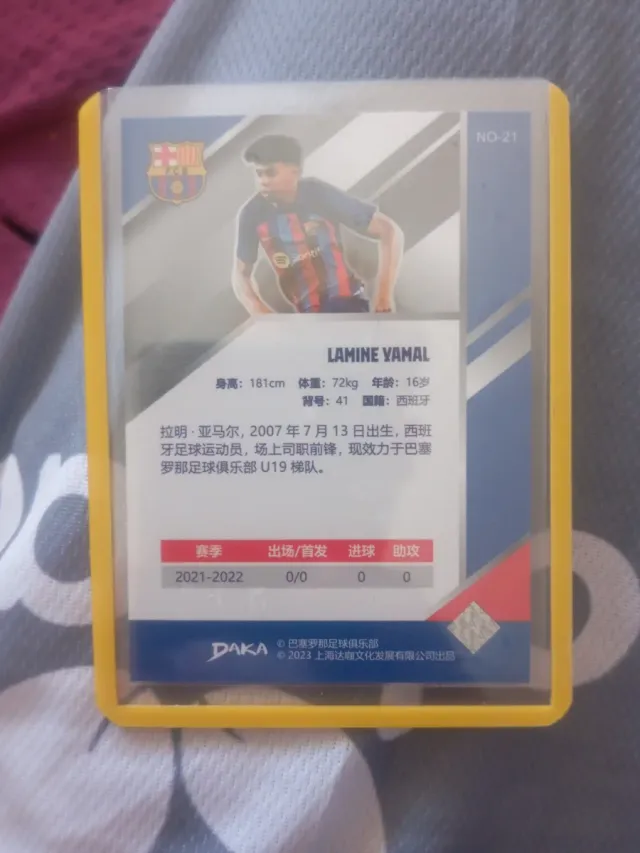 NO-21
FCB
LAMINE YAMAL
身高：181cm 体重：72kg 年龄：16岁
背号：41 国籍：西班牙
拉明·亚马尔，2007 年 7 月 13 日出生，西班
牙足球运动员，场上司职前锋，现效力于巴塞
罗那足球俱乐部 U19 梯队。
赛季 出场/首发 进球 助攻
2021-2022 0/0 0 0
DAKA
© 巴塞罗那足球俱乐部
© 2023 上海达咖文化发展有限公司出品